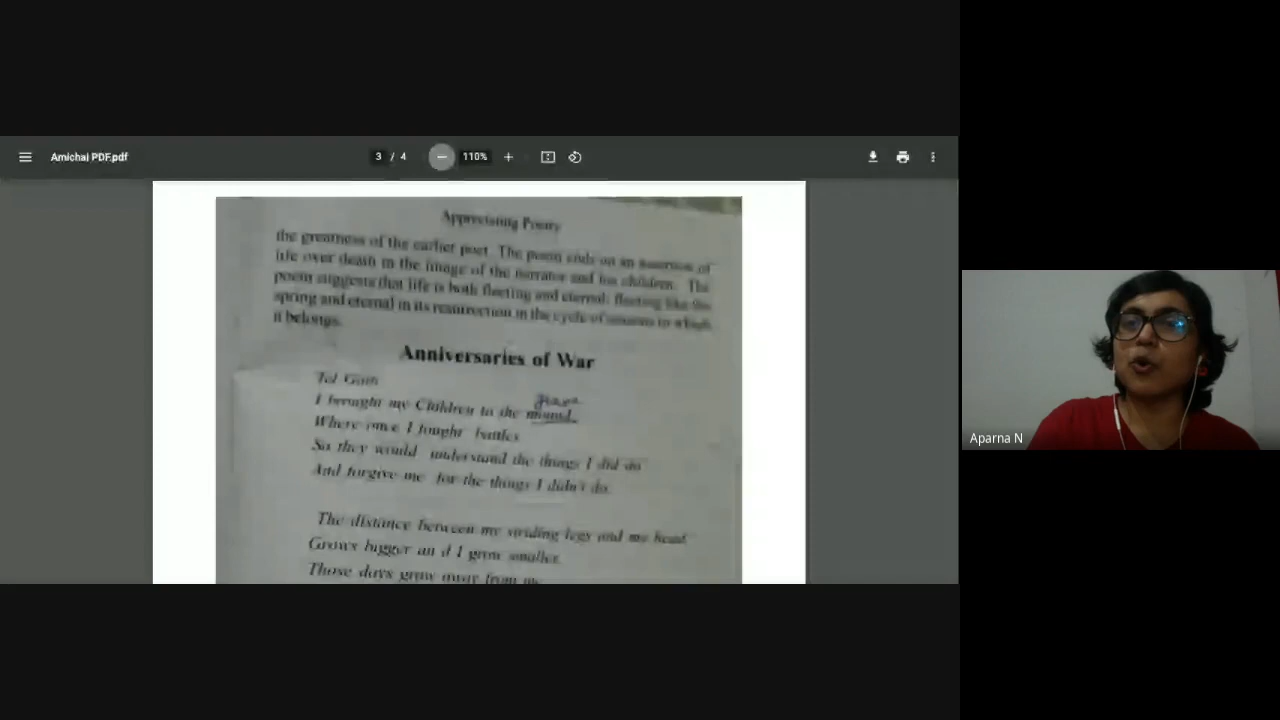 Amichai PDF.pdf
3 / 4
110%
Appreciating Poetry
the greatness of the earlier poet. The poem ends on an assertion of
life over death in the image of the narrator and his children. The
poem suggests that life is both fleeting and eternal: fleeting like the
spring and eternal in its resurrection in the cycle of seasons to which
it belongs.
Anniversaries of War
Tel Gath
I brought my Children to the mound
Where once I fought battles
So they would understand the things I did do
And forgive me for the things I didn't do.
The distance between my striding legs and my head
Grows bigger an d I grow smaller.
Those days grow away from me
Aparna N